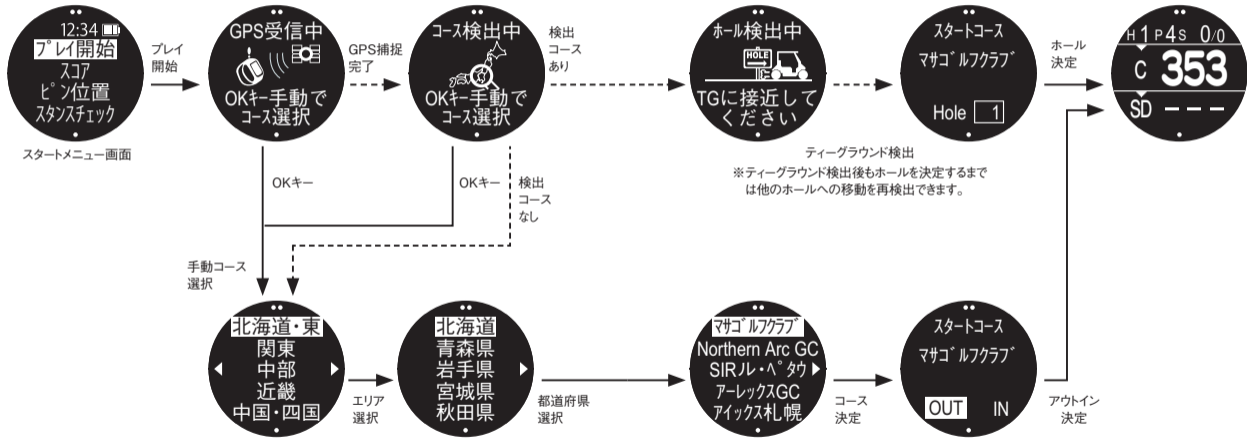 12:34
プレイ開始
スコア
ピン位置
スタンスチェック
スタートメニュー画面
プレイ
開始
GPS受信中
OKキー手動で
コース選択
GPS捕捉
完了
コース検出中
OKキー手動で
コース選択
検出
コース
あり
ホール検出中
HOLE
TGに接近して
ください
ティーグラウンド検出
※ティーグラウンド検出後もホールを決定するまで
は他のホールへの移動を再検出できます。
スタートコース
マサゴルフクラブ
Hole 1
ホール
決定
H1 P4s 0/0
C 353
SD - - -
OKキー
OKキー
検出
コース
なし
手動コース
選択
北海道・東
関東
中部
近畿
中国・四国
エリア
選択
北海道
青森県
岩手県
宮城県
秋田県
都道府県
選択
マサゴルフクラブ
Northern Arc GC
SIRル・ペタウ
アーレックスGC
アイックス札幌
コース
決定
スタートコース
マサゴルフクラブ
OUT IN
アウトイン
決定